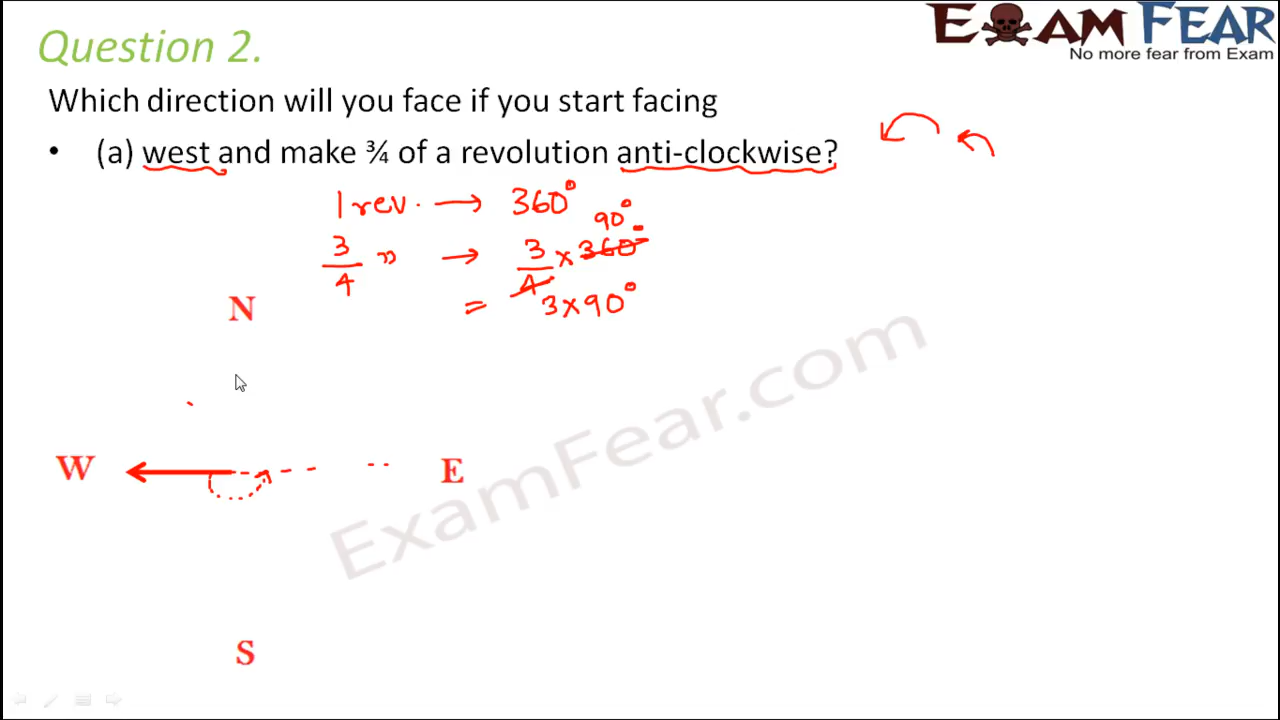 EXAM FEAR
No more fear from Exam
Question 2.
Which direction will you face if you start facing
• (a) west and make ¾ of a revolution anti-clockwise?
1 rev. → 360°
90°
3/4 " → 3/4 × 360°
= 3 × 90°
N
W E
S
ExamFear.com